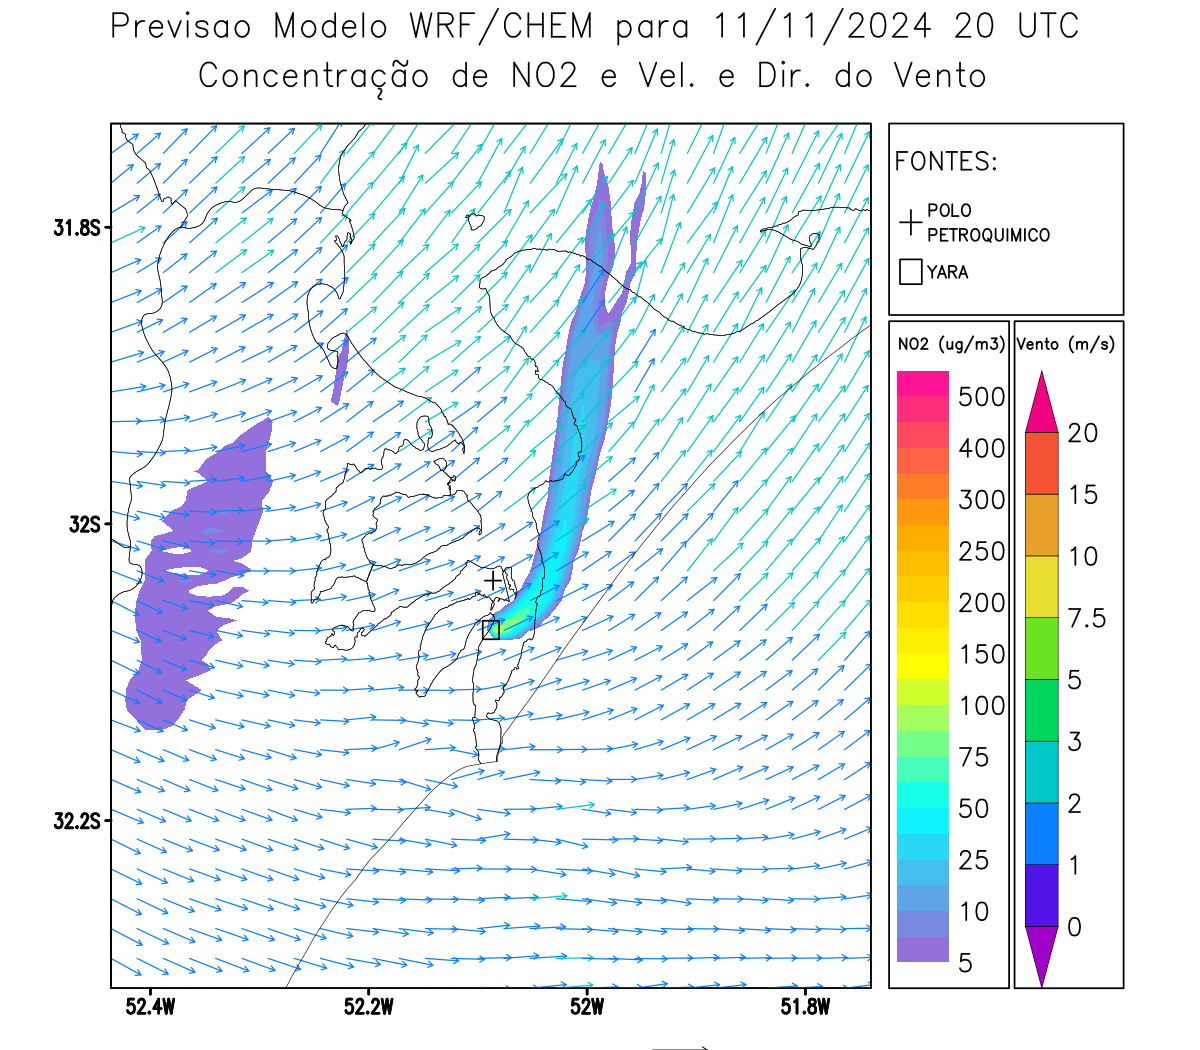 Previsao Modelo WRF/CHEM para 11/11/2024 20 UTC
Concentração de NO2 e Vel. e Dir. do Vento
FONTES:
POLO
PETROQUIMICO
YARA
NO2 (ug/m3)
500
400
300
250
200
150
100
75
50
25
10
5
Vento (m/s)
20
15
10
7.5
5
3
2
1
0
31.8S
32S
32.2S
52.4W
52.2W
52W
51.8W